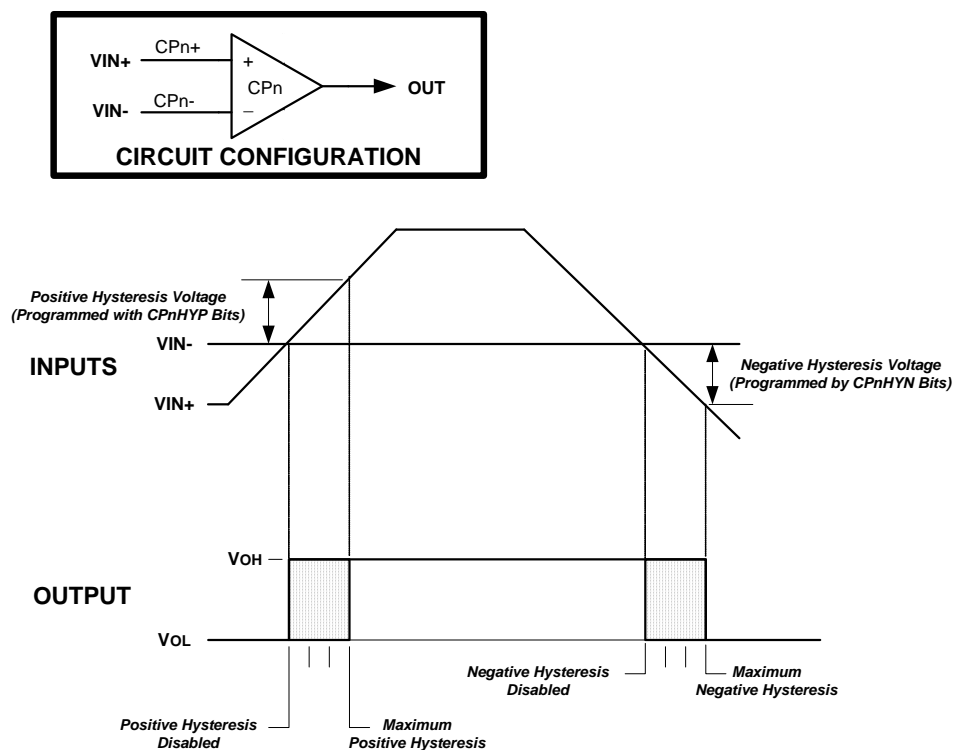 VIN+
CPn+
+
CPn
VIN-
CPn-
–
OUT
CIRCUIT CONFIGURATION
Positive Hysteresis Voltage
(Programmed with CPnHYP Bits)
VIN-
INPUTS
Negative Hysteresis Voltage
(Programmed by CPnHYN Bits)
VIN+
VOH
OUTPUT
VOL
Negative Hysteresis
Disabled
Maximum
Negative Hysteresis
Positive Hysteresis
Disabled
Maximum
Positive Hysteresis